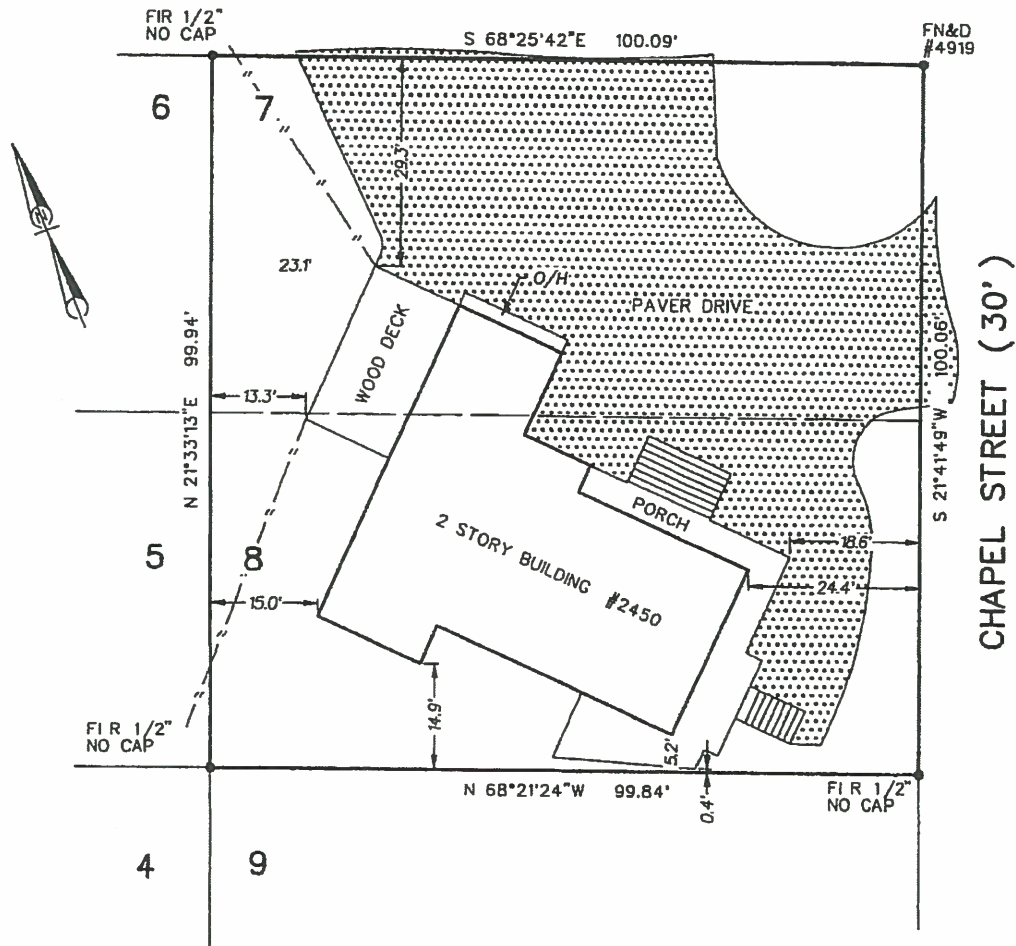 FIR 1/2"
NO CAP
S 68°25'42"E 100.09'
FN&D
#4919
6
7
29.3'
N
23.1'
O/H
PAVER DRIVE
WOOD DECK
N 21°33'13"E 99.94'
13.3'
S 21°41'49"W 100.06'
CHAPEL STREET (30')
PORCH
18.6'
5
8
2 STORY BUILDING #2450
15.0'
24.4'
14.9'
5.2'
FIR 1/2"
NO CAP
N 68°21'24"W 99.84'
0.4'
FIR 1/2"
NO CAP
4
9